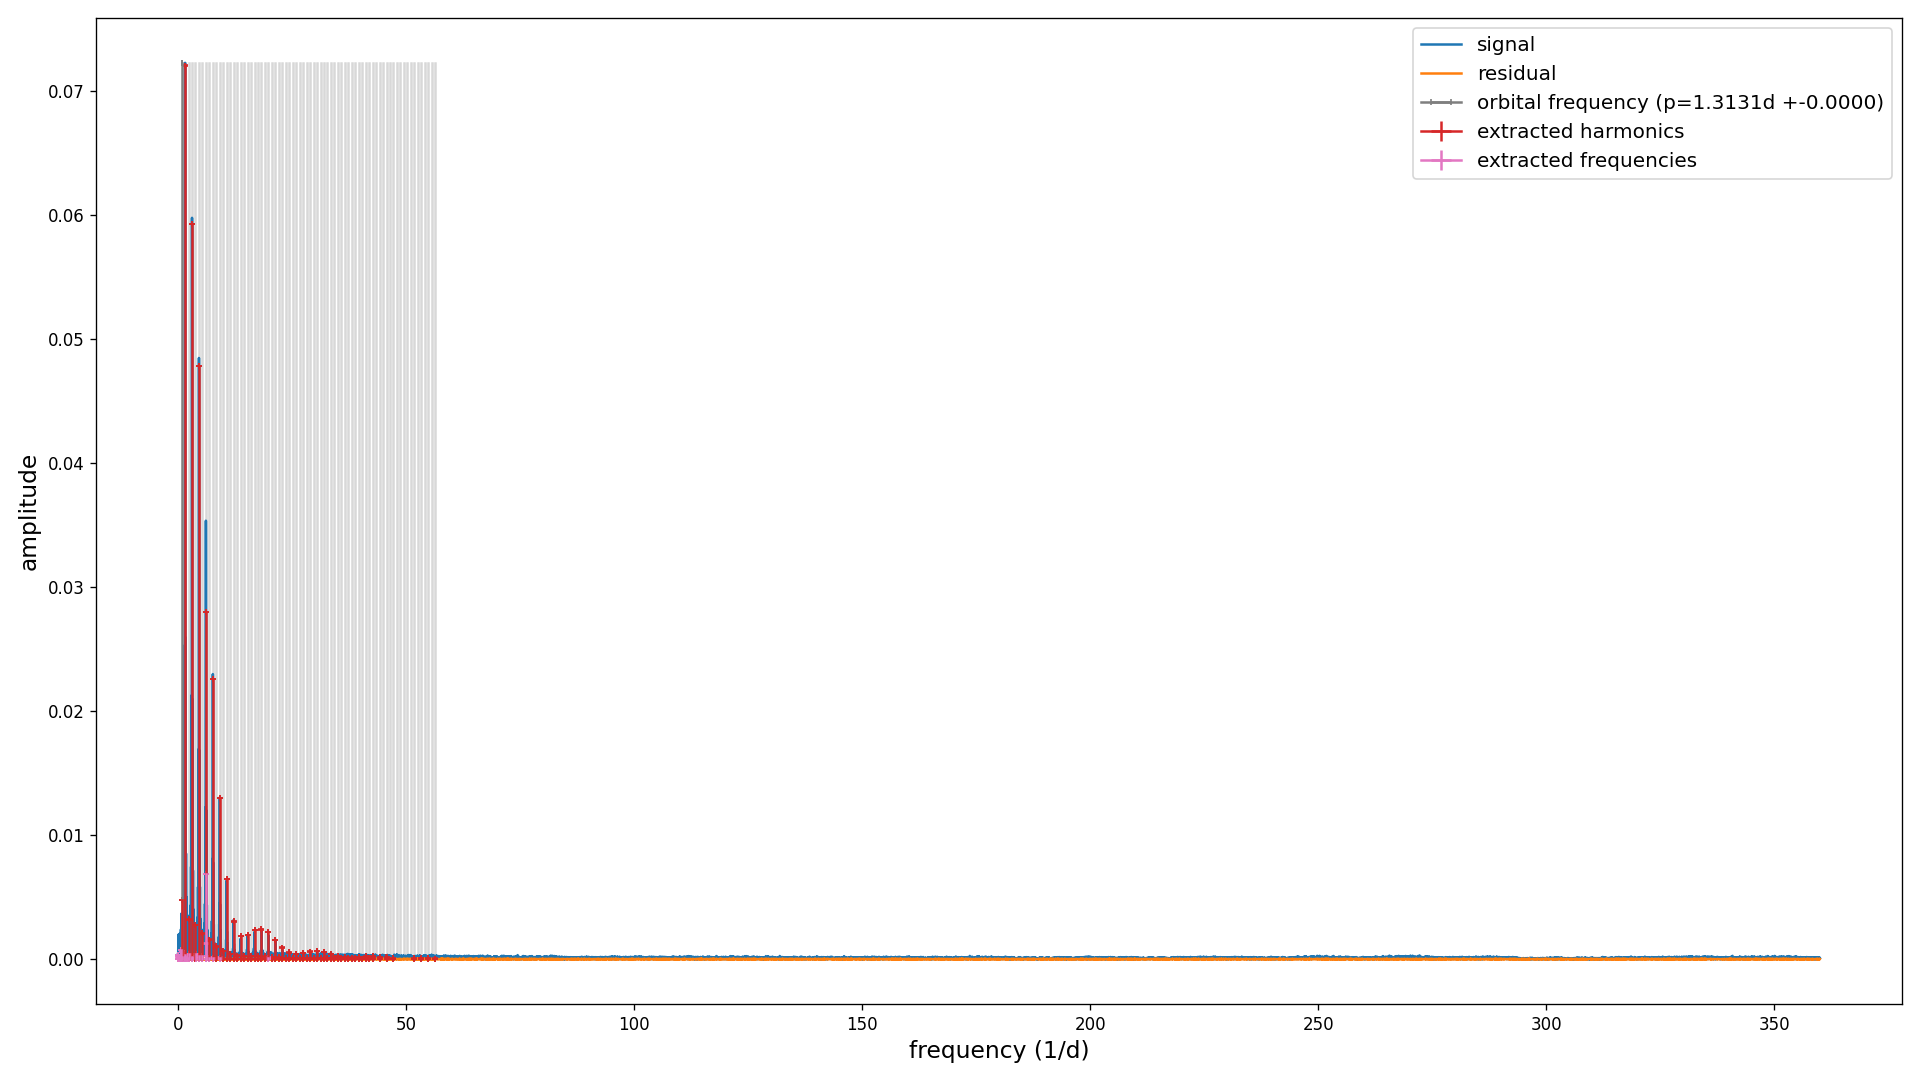 signal
residual
orbital frequency (p=1.3131d +-0.0000)
extracted harmonics
extracted frequencies
0.07
0.06
0.05
0.04
0.03
0.02
0.01
0.00
amplitude
0 50 100 150 200 250 300 350
frequency (1/d)